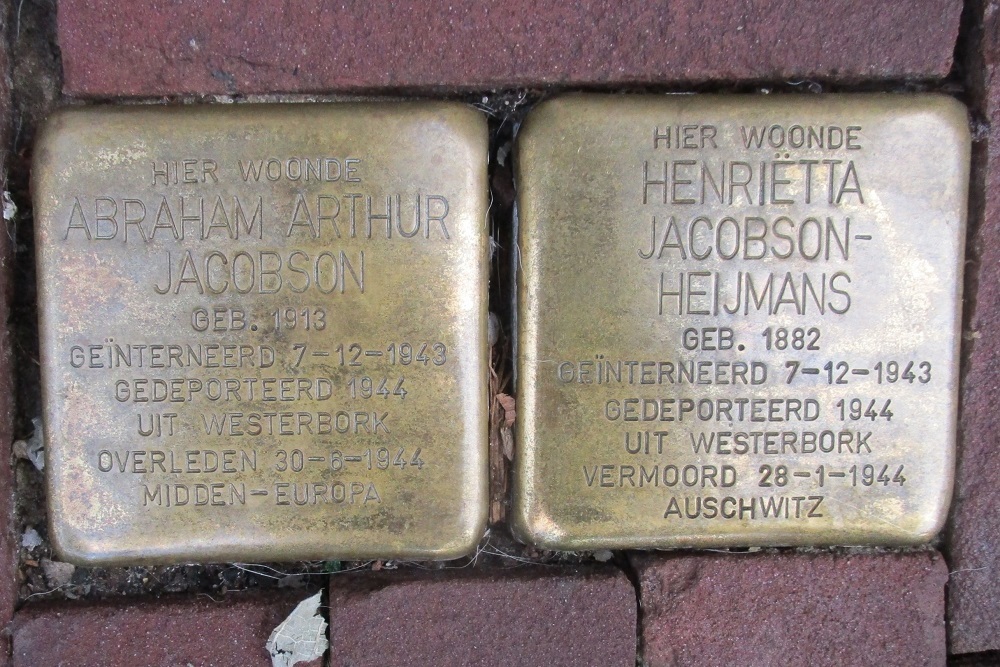 HIER WOONDE
ABRAHAM ARTHUR
JACOBSON
GEB. 1913
GEÏNTERNEERD 7-12-1943
GEDEPORTEERD 1944
UIT WESTERBORK
OVERLEDEN 30-6-1944
MIDDEN-EUROPA
HIER WOONDE
HENRIËTTA
JACOBSON-
HEIJMANS
GEB. 1882
GEÏNTERNEERD 7-12-1943
GEDEPORTEERD 1944
UIT WESTERBORK
VERMOORD 28-1-1944
AUSCHWITZ